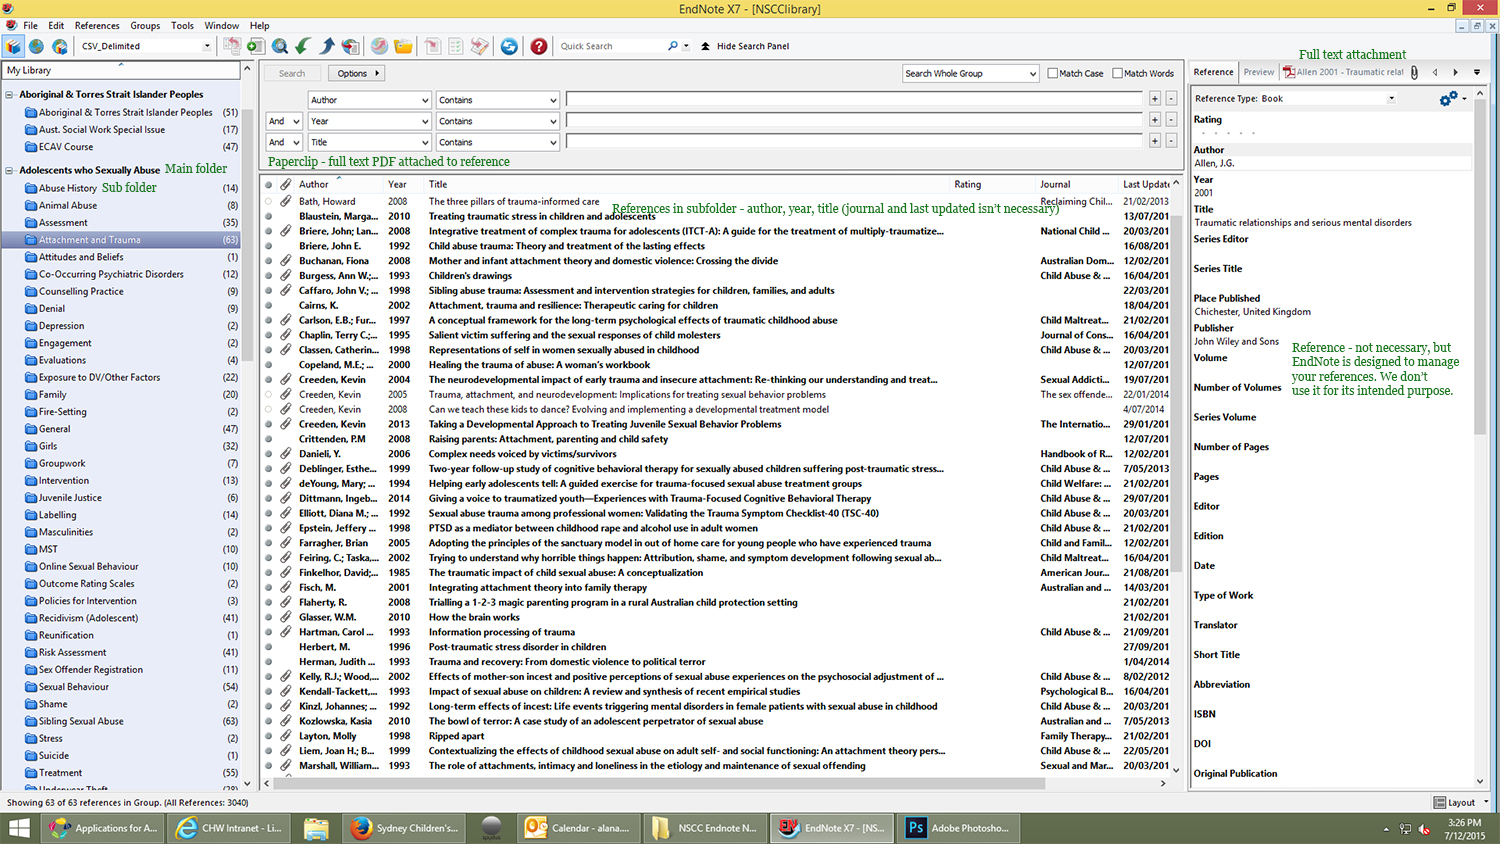 EndNote X7 - [NSCClibrary]
File Edit References Groups Tools Window Help
CSV_Delimited Quick Search Hide Search Panel
Full text attachment
My Library
Search Options Search Whole Group Match Case Match Words
Author Contains
And Year Contains
And Title Contains
Paperclip - full text PDF attached to reference
Aboriginal & Torres Strait Islander Peoples
Aboriginal & Torres Strait Islander Peoples (51)
Aust. Social Work Special Issue (17)
ECAV Course (47)
Adolescents who Sexually Abuse Main folder
Abuse History Sub folder (14)
Animal Abuse (2)
Assessment (35)
Attachment and Trauma (63)
Attitudes and Beliefs (1)
Co-Occurring Psychiatric Disorders (12)
Counselling Practice (9)
Denial (9)
Depression (2)
Engagement (2)
Evaluations (4)
Exposure to DV/Other Factors (22)
Family (20)
Fire-Setting (2)
General (47)
Girls (32)
Groupwork (7)
Intervention (13)
Juvenile Justice (6)
Labelling (14)
Masculinities (2)
MST (10)
Online Sexual Behaviour (10)
Outcome Rating Scales (2)
Policies for Intervention (3)
Recidivism (Adolescent) (41)
Reunification (1)
Risk Assessment (41)
Sex Offender Registration (11)
Sexual Behaviour (54)
Shame (2)
Sibling Sexual Abuse (63)
Stress (2)
Suicide (1)
Treatment (55)
Underwear Theft
Author Year Title Rating Journal Last Update
Bath, Howard 2008 The three pillars of trauma-informed care Reclaiming Chil... 21/02/2013
References in subfolder - author, year, title (journal and last updated isn't necessary)
Blaustein, Marga... 2010 Treating traumatic stress in children and adolescents 13/07/201
Briere, John; Lan... 2008 Integrative treatment of complex trauma for adolescents (ITCT-A): A guide for the treatment of multiply-traumatize... National Child ... 20/03/201
Briere, John E. 1992 Child abuse trauma: Theory and treatment of the lasting effects 16/08/201
Buchanan, Fiona 2008 Mother and infant attachment theory and domestic violence: Crossing the divide Australian Dom... 12/02/201
Burgess, Ann W.;... 1993 Children's drawings Child Abuse & ... 16/04/201
Caffaro, John V.; ... 1998 Sibling abuse trauma: Assessment and intervention strategies for children, families, and adults 22/03/201
Cairns, K. 2002 Attachment, trauma and resilience: Therapeutic caring for children 18/04/201
Carlson, E.B.; Fur... 1997 A conceptual framework for the long-term psychological effects of traumatic childhood abuse Child Maltreat... 21/02/201
Chaplin, Terry C.;... 1995 Salient victim suffering and the sexual responses of child molesters Journal of Cons... 16/04/201
Classen, Catherin... 1998 Representations of self in women sexually abused in childhood Child Abuse & ... 20/03/201
Copeland, M.E.; ... 2000 Healing the trauma of abuse: A woman's workbook 12/07/201
Creeden, Kevin 2004 The neurodevelopmental impact of early trauma and insecure attachment: Re-thinking our understanding and treat... Sexual Addicti... 19/07/201
Creeden, Kevin 2005 Trauma, attachment, and neurodevelopment: Implications for treating sexual behavior problems The sex offende... 22/01/2014
Creeden, Kevin 2008 Can we teach these kids to dance? Evolving and implementing a developmental treatment model 4/07/2014
Creeden, Kevin 2013 Taking a Developmental Approach to Treating Juvenile Sexual Behavior Problems The Internatio... 29/01/201
Crittenden, P.M 2008 Raising parents: Attachment, parenting and child safety 12/07/201
Danieli, Y. 2006 Complex needs voiced by victims/survivors Handbook of R... 12/02/201
Deblinger, Esthe... 1999 Two-year follow-up study of cognitive behavioral therapy for sexually abused children suffering post-traumatic stress... Child Abuse & ... 7/05/2013
deYoung, Mary; ... 1994 Helping early adolescents tell: A guided exercise for trauma-focused sexual abuse treatment groups Child Welfare: ... 21/02/201
Dittmann, Ingeb... 2014 Giving a voice to traumatized youth—Experiences with Trauma-Focused Cognitive Behavioral Therapy Child Abuse & ... 29/07/201
Elliott, Diana M.; ... 1992 Sexual abuse trauma among professional women: Validating the Trauma Symptom Checklist-40 (TSC-40) Child Abuse & ... 20/03/201
Epstein, Jeffery ... 1998 PTSD as a mediator between childhood rape and alcohol use in adult women Child Abuse & ... 21/02/201
Farragher, Brian 2005 Adopting the principles of the sanctuary model in out of home care for young people who have experienced trauma Child and Famil... 12/02/201
Feiring, C.; Taska,... 2002 Trying to understand why horrible things happen: Attribution, shame, and symptom development following sexual ab... Child Maltreat... 16/04/201
Finkelhor, David;... 1985 The traumatic impact of child sexual abuse: A conceptualization American Jour... 21/08/201
Fisch, M. 2001 Integrating attachment theory into family therapy Australian and ... 14/03/201
Flaherty, R. 2008 Trialling a 1-2-3 magic parenting program in a rural Australian child protection setting 21/02/201
Glasser, W.M. 2010 How the brain works 21/02/201
Hartman, Carol ... 1993 Information processing of trauma Child Abuse & ... 21/09/201
Herbert, M. 1996 Post-traumatic stress disorder in children 27/09/201
Herman, Judith ... 1993 Trauma and recovery: From domestic violence to political terror 1/04/2014
Kelly, R.J.; Wood,... 2002 Effects of mother-son incest and positive perceptions of sexual abuse experiences on the psychosocial adjustment of ... Child Abuse & ... 8/02/2012
Kendall-Tackett,... 1993 Impact of sexual abuse on children: A review and synthesis of recent empirical studies Psychological B... 16/04/201
Kinzl, Johannes; ... 1992 Long-term effects of incest: Life events triggering mental disorders in female patients with sexual abuse in childhood Child Abuse & ... 20/03/201
Kozlowska, Kasia 2010 The bowl of terror: A case study of an adolescent perpetrator of sexual abuse Australian and ... 7/05/2013
Layton, Molly 1998 Ripped apart Family Therapy... 21/02/201
Liem, Joan H.; B... 1999 Contextualizing the effects of childhood sexual abuse on adult self- and social functioning: An attachment theory pers... Child Abuse & ... 22/05/201
Marshall, William... 1993 The role of attachments, intimacy and loneliness in the etiology and maintenance of sexual offending Sexual and Mar... 20/03/201
Reference Preview Allen 2001 - Traumatic relat
Reference Type: Book
Rating
Author
Allen, J.G.
Year
2001
Title
Traumatic relationships and serious mental disorders
Series Editor
Series Title
Place Published
Chichester, United Kingdom
Publisher
John Wiley and Sons
Reference - not necessary, but
EndNote is designed to manage
your references. We don't
use it for its intended purpose.
Volume
Number of Volumes
Series Volume
Number of Pages
Pages
Editor
Edition
Date
Type of Work
Translator
Short Title
Abbreviation
ISBN
DOI
Original Publication
Showing 63 of 63 references in Group. (All References: 3040) Layout
Applications for A... CHW Intranet - Li... Sydney Children's... Calendar - alana.... NSCC Endnote N... EndNote X7 - [NS... Adobe Photosho... 3:26 PM
7/12/2015